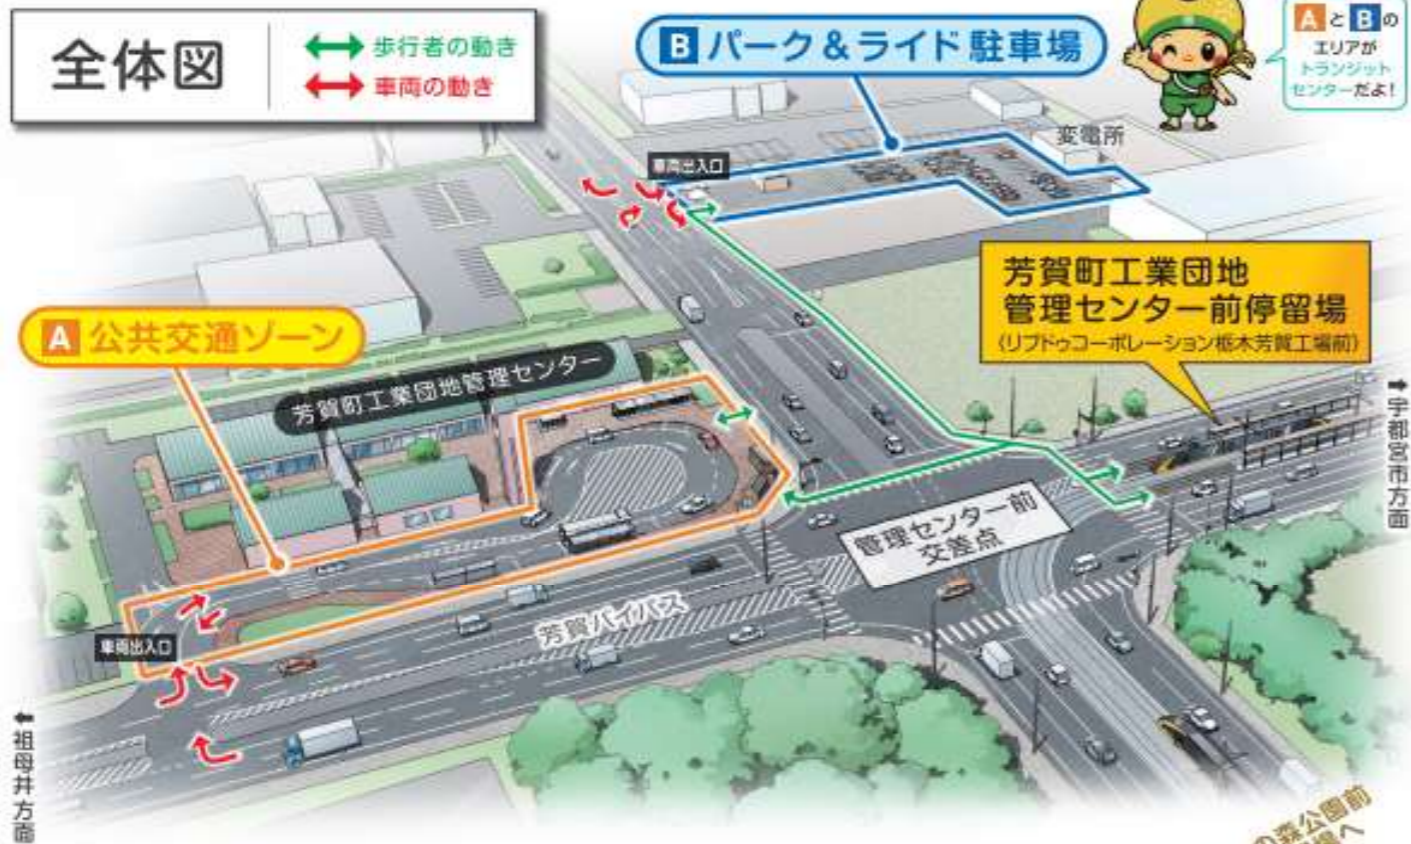 全体図
歩行者の動き
車両の動き
B パーク&ライド駐車場
AとBの
エリアが
トランジット
センターだよ!
変電所
車両出入口
芳賀町工業団地
管理センター前停留場
(リブドゥコーポレーション栃木芳賀工場前)
A 公共交通ゾーン
芳賀町工業団地管理センター
↑宇都宮市方面
管理センター前
交差点
芳賀バイパス
車両出入口
↑祖母井方面
の森公園前
場へ